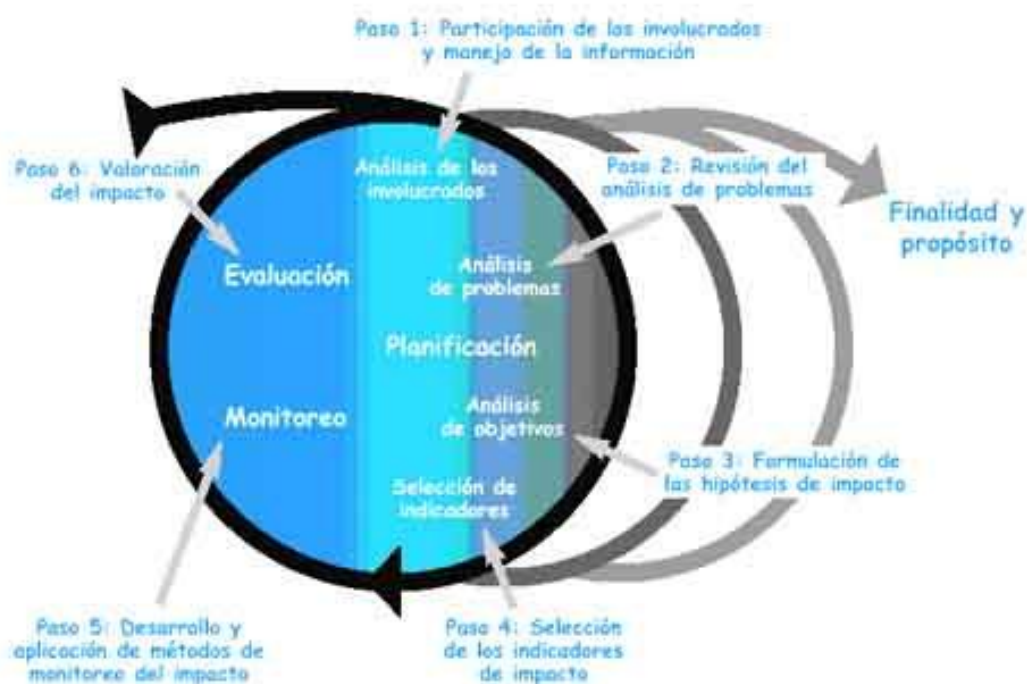 Paso 1: Participación de los involucrados
y manejo de la información
Paso 6: Valoración
del impacto
Análisis de los
involucrados
Paso 2: Revisión del
análisis de problemas
Finalidad y
propósito
Evaluación
Análisis
de problemas
Planificación
Monitoreo
Análisis
de objetivos
Paso 3: Formulación de
las hipótesis de impacto
Selección de
indicadores
Paso 5: Desarrollo y
aplicación de métodos de
monitoreo del impacto
Paso 4: Selección
de los indicadores
de impacto